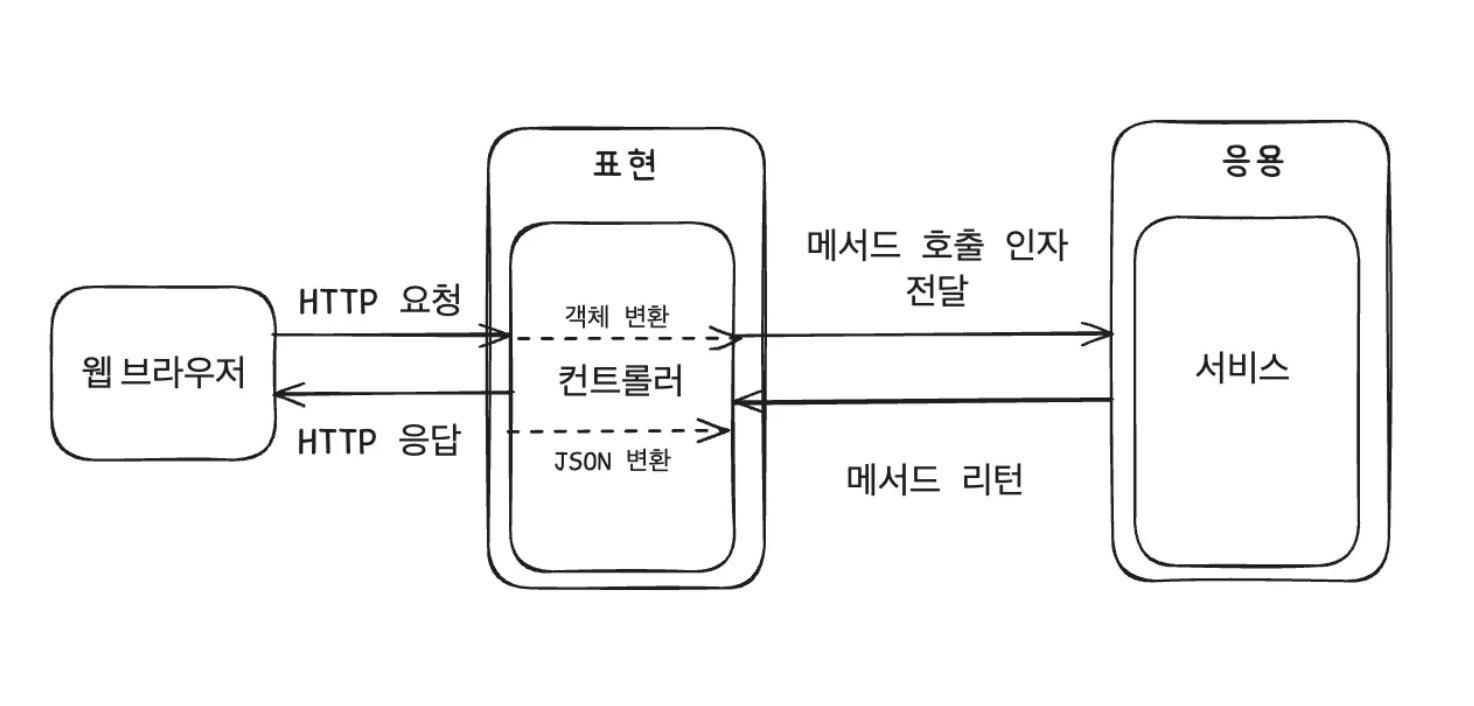 표현
응용
메서드 호출 인자
전달
HTTP 요청
객체 변환
웹 브라우저
컨트롤러
서비스
HTTP 응답
JSON 변환
메서드 리턴